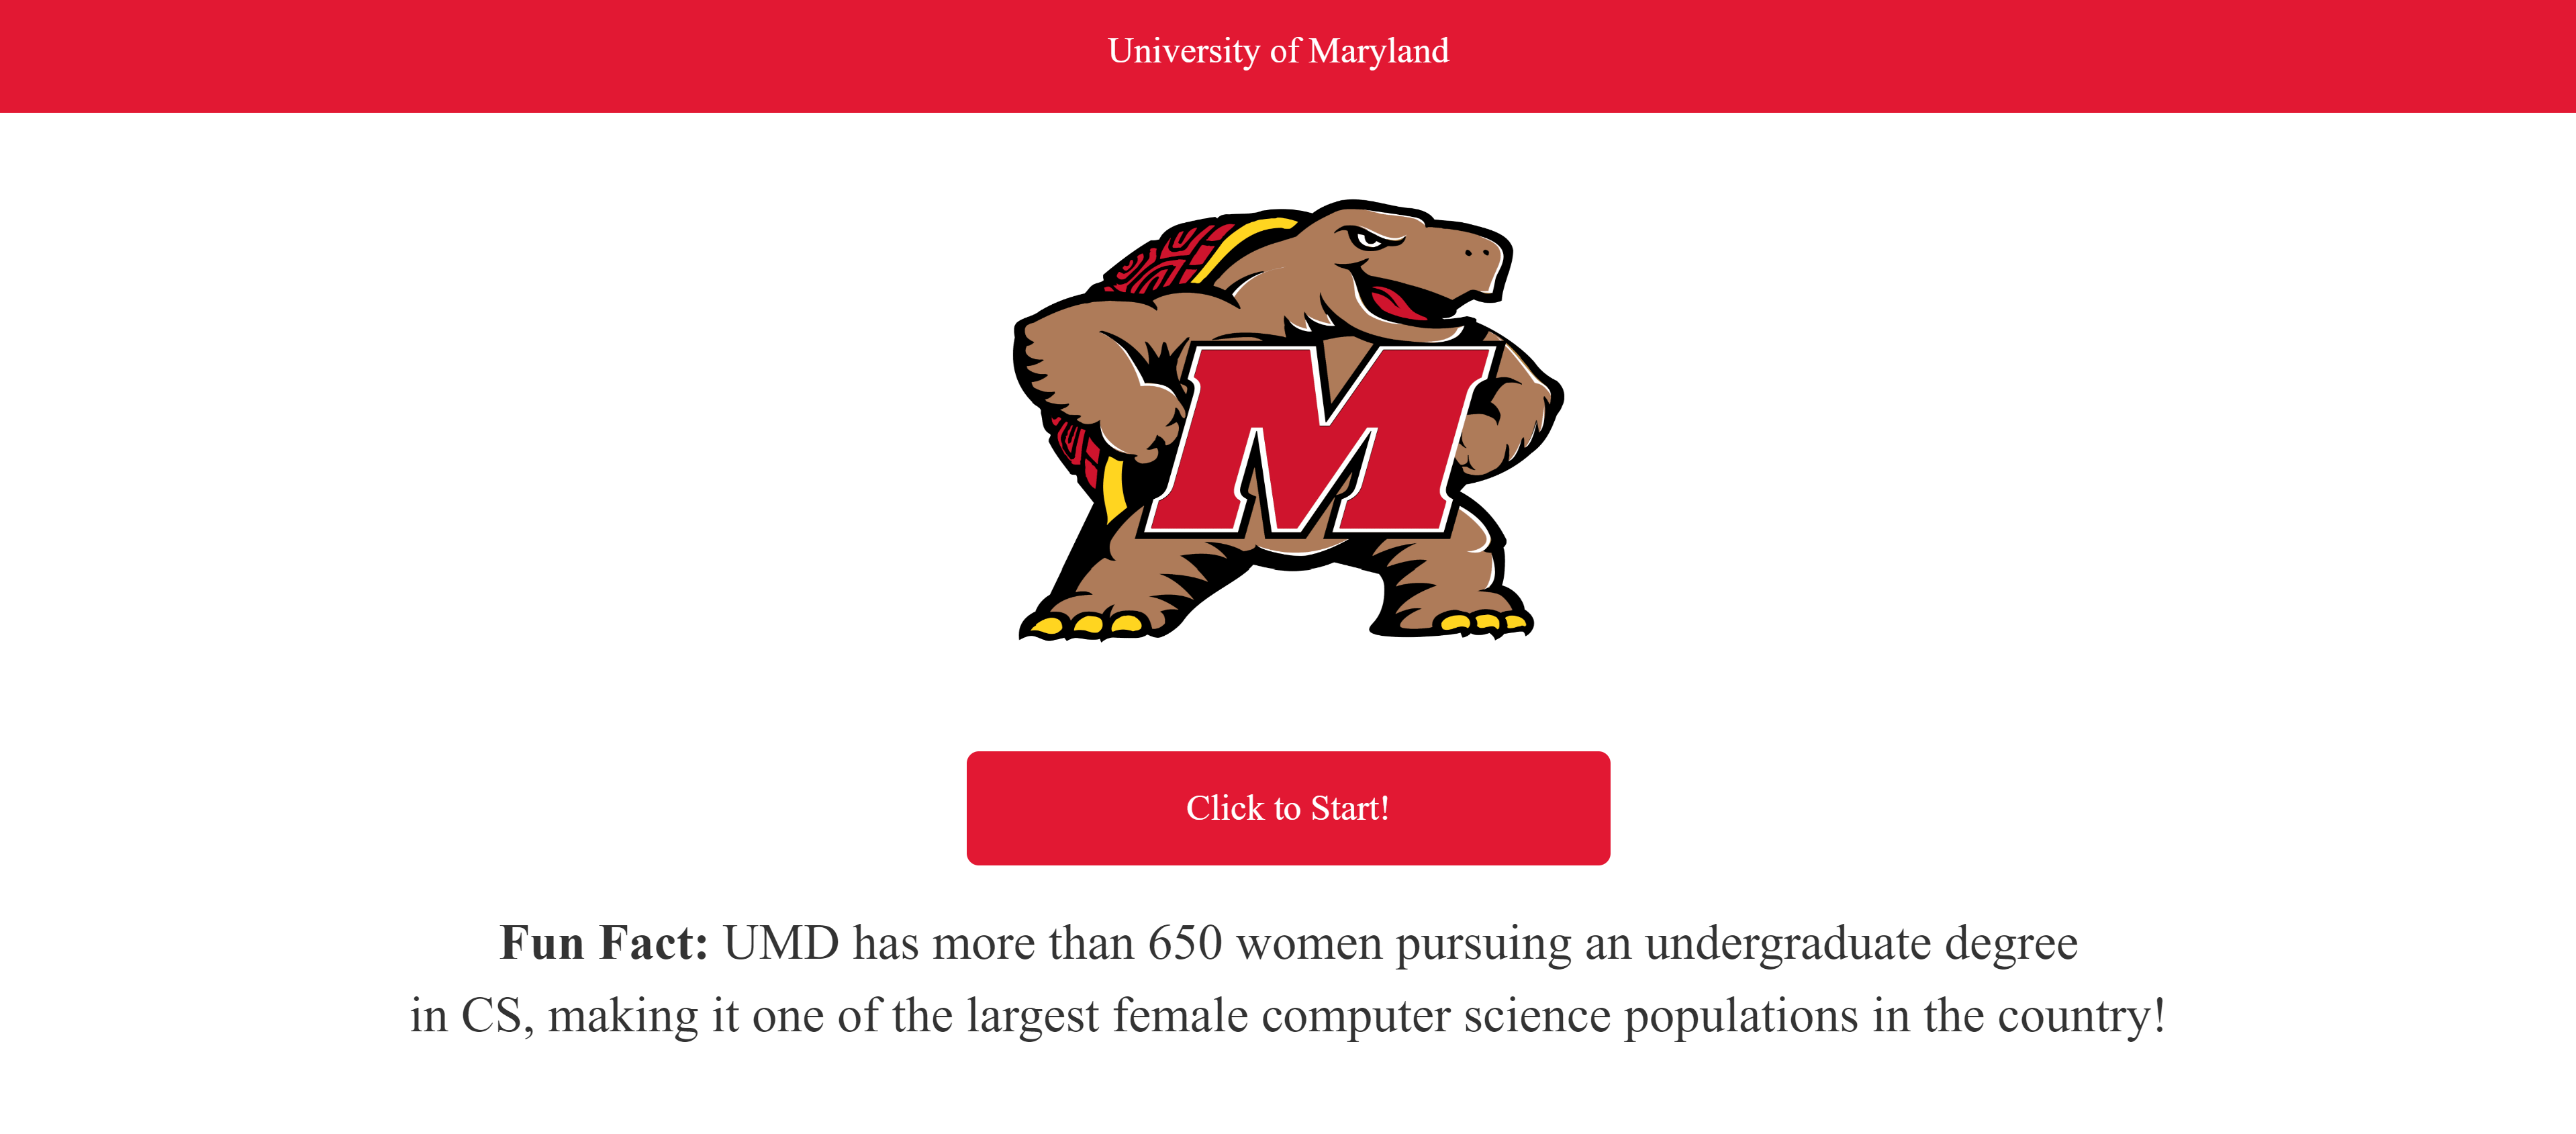 University of Maryland
M
Click to Start!
Fun Fact: UMD has more than 650 women pursuing an undergraduate degree
in CS, making it one of the largest female computer science populations in the country!